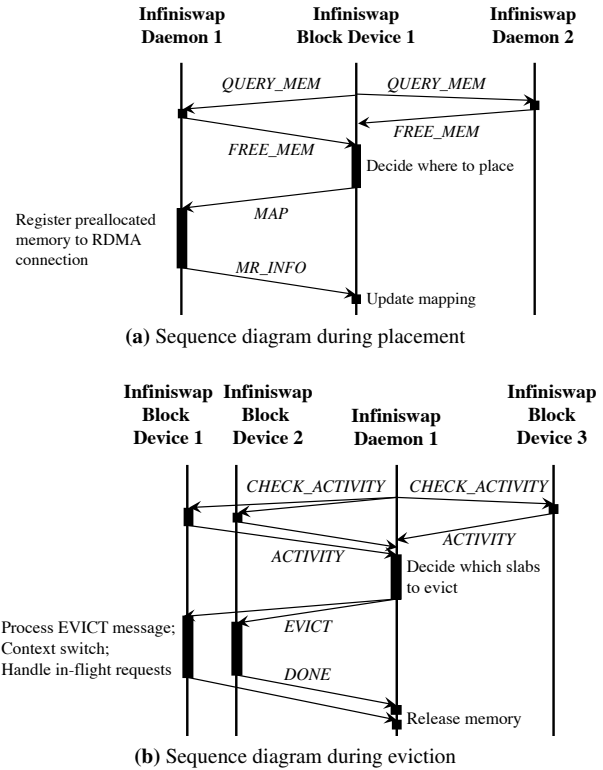 Infiniswap Daemon 1
Infiniswap Block Device 1
Infiniswap Daemon 2
QUERY_MEM
QUERY_MEM
FREE_MEM
FREE_MEM
Decide where to place
MAP
Register preallocated
memory to RDMA
connection
MR_INFO
Update mapping
(a) Sequence diagram during placement
Infiniswap Block Device 1
Infiniswap Block Device 2
Infiniswap Daemon 1
Infiniswap Block Device 3
CHECK_ACTIVITY
CHECK_ACTIVITY
ACTIVITY
ACTIVITY
Decide which slabs
to evict
Process EVICT message;
Context switch;
Handle in-flight requests
EVICT
DONE
Release memory
(b) Sequence diagram during eviction